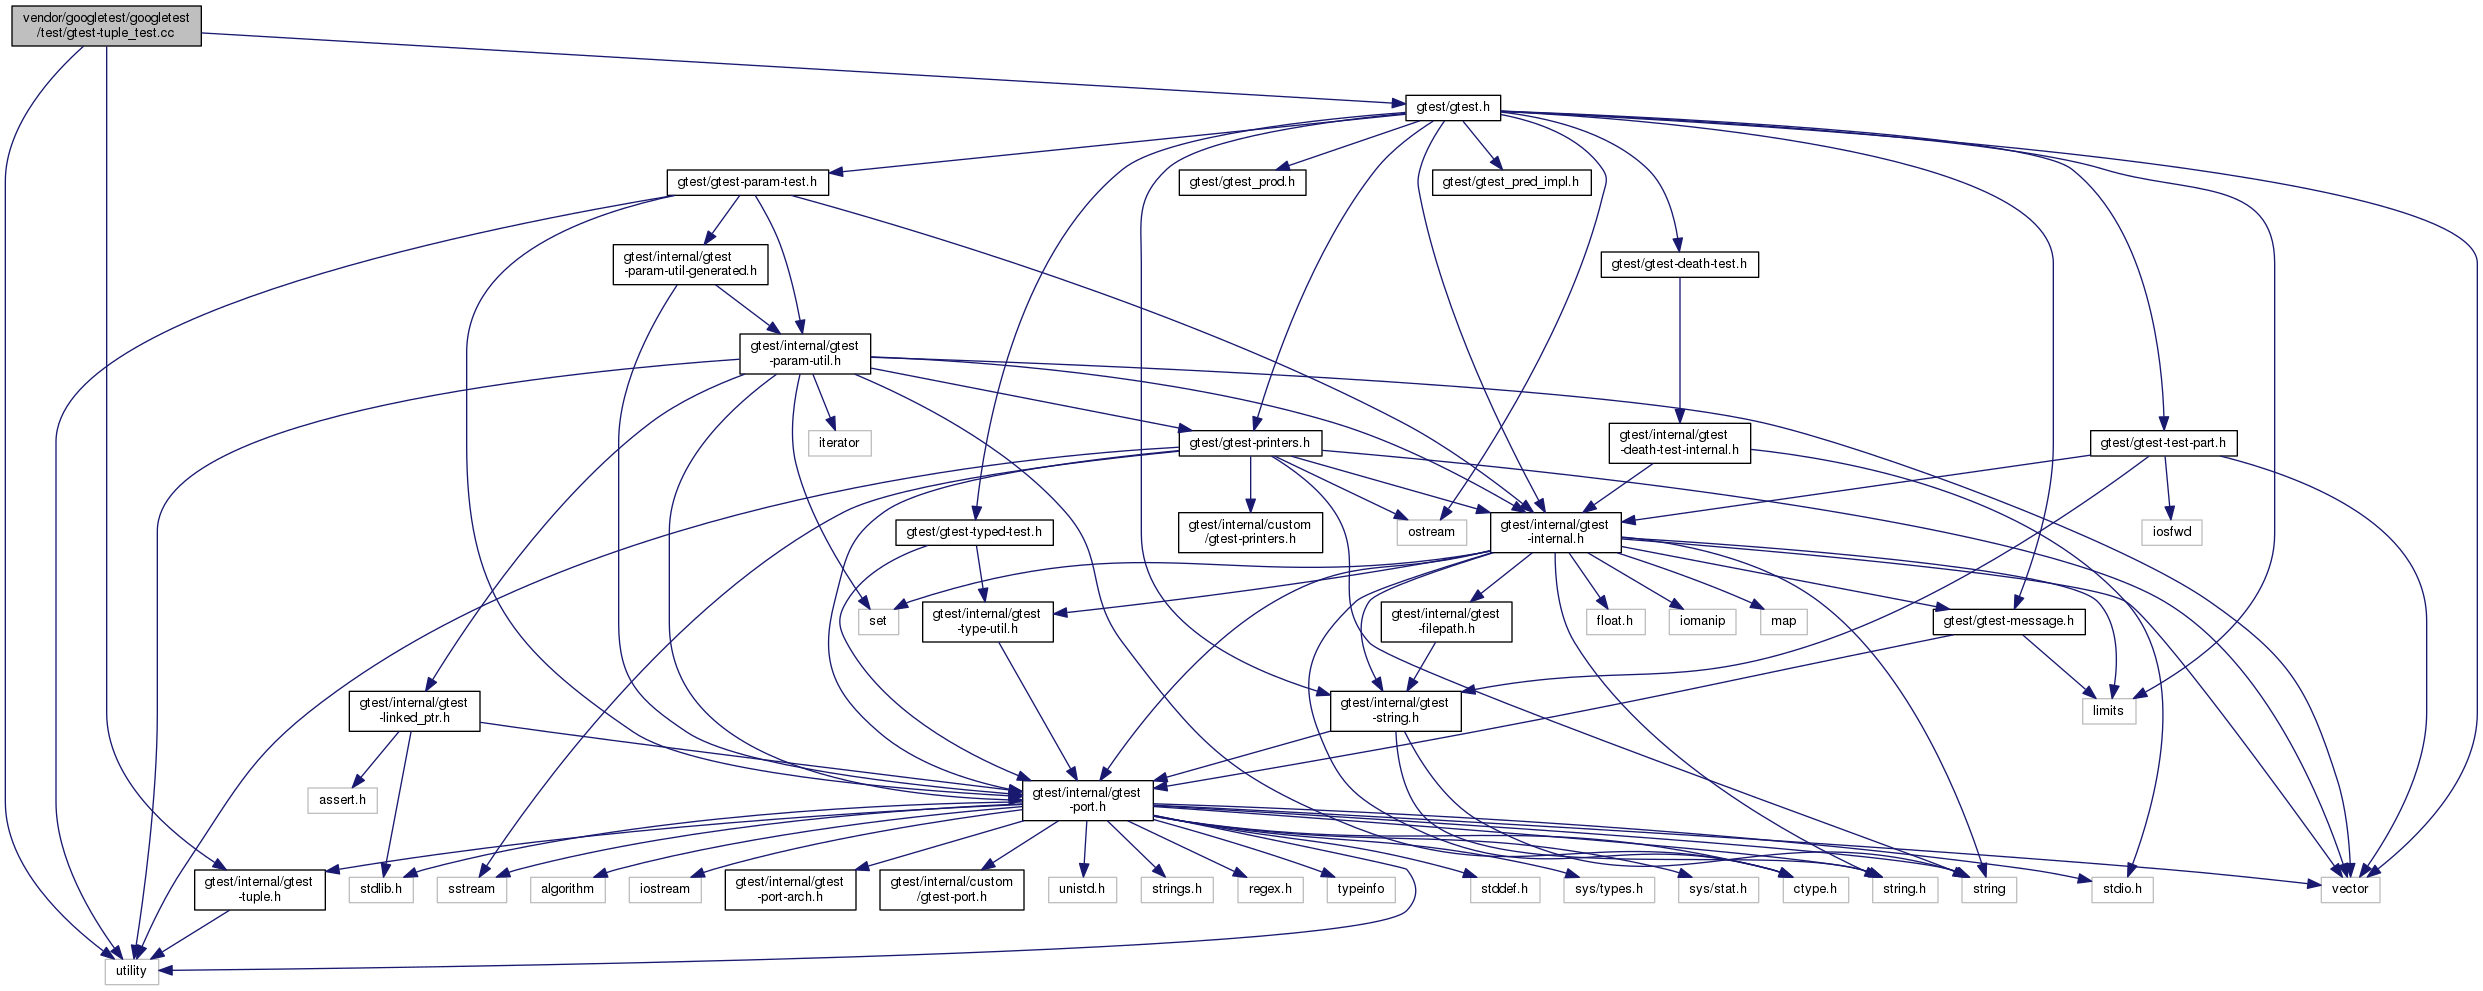 vendor/googletest/googletest
/test/gtest-tuple_test.cc
gtest/gtest.h
gtest/gtest-param-test.h
gtest/gtest_prod.h
gtest/gtest_pred_impl.h
gtest/internal/gtest
-param-util-generated.h
gtest/gtest-death-test.h
gtest/internal/gtest
-param-util.h
iterator
gtest/gtest-printers.h
gtest/internal/gtest
-death-test-internal.h
gtest/gtest-test-part.h
gtest/gtest-typed-test.h
gtest/internal/custom
/gtest-printers.h
ostream
gtest/internal/gtest
-internal.h
iosfwd
set
gtest/internal/gtest
-type-util.h
gtest/internal/gtest
-filepath.h
float.h
iomanip
map
gtest/gtest-message.h
gtest/internal/gtest
-linked_ptr.h
gtest/internal/gtest
-string.h
limits
assert.h
gtest/internal/gtest
-port.h
gtest/internal/gtest
-tuple.h
stdlib.h
sstream
algorithm
iostream
gtest/internal/gtest
-port-arch.h
gtest/internal/custom
/gtest-port.h
unistd.h
strings.h
regex.h
typeinfo
stddef.h
sys/types.h
sys/stat.h
ctype.h
string.h
string
stdio.h
vector
utility